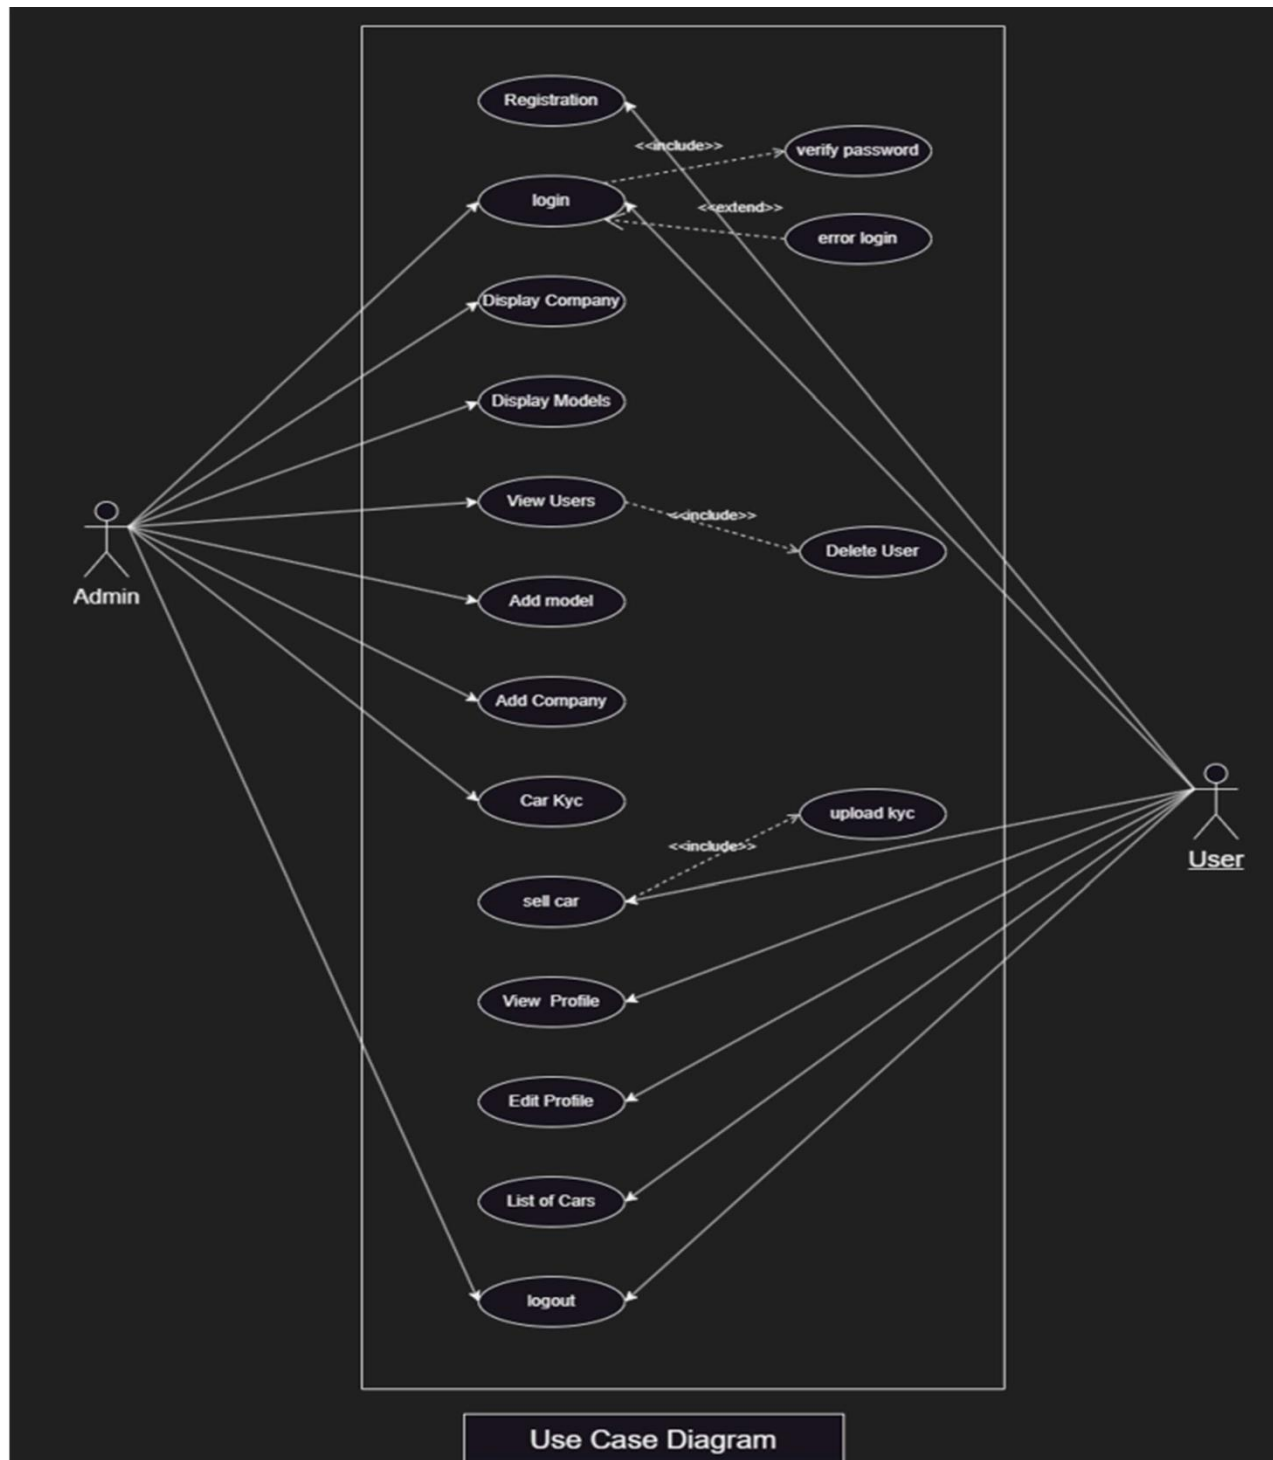 Registration
<<include>>
verify password
login
<<extend>>
error login
Display Company
Display Models
View Users
<<include>>
Delete User
Admin
Add model
Add Company
Car Kyc
upload kyc
<<include>>
User
sell car
View  Profile
Edit Profile
List of Cars
logout
Use Case Diagram